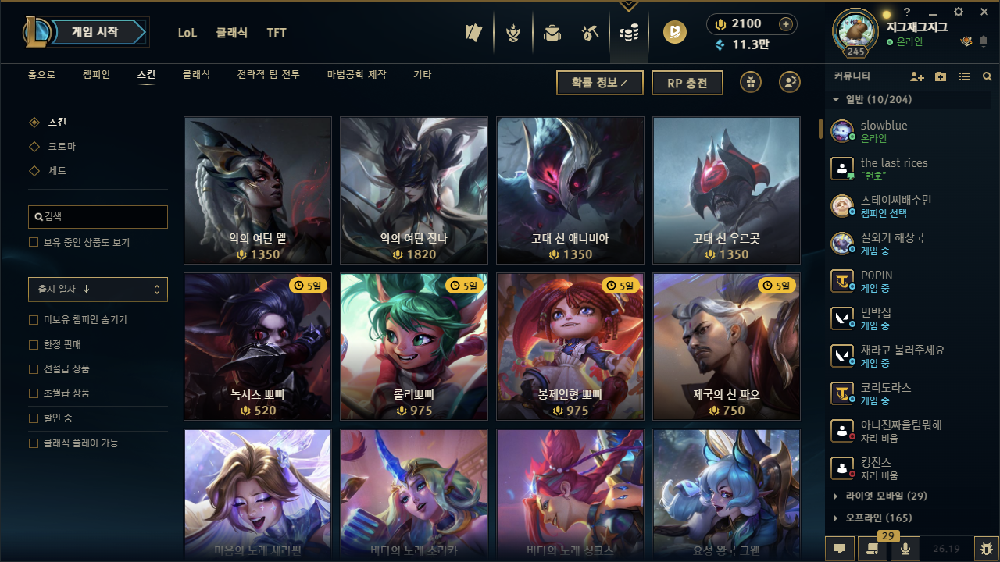 게임 시작
LoL
클래식
TFT
2100
11.3만
지그재그지그
온라인
245
홈으로
챔피언
스킨
클래식
전략적 팀 전투
마법공학 제작
기타
확률 정보
RP 충전
스킨
크로마
세트
검색
보유 중인 상품도 보기
출시 일자 ↓
미보유 챔피언 숨기기
한정 판매
전설급 상품
초월급 상품
할인 중
클래식 플레이 가능
악의 여단 멜
1350
악의 여단 잔나
1820
고대 신 애니비아
1350
고대 신 우르곳
1350
5일
녹서스 뽀삐
520
5일
롤리뽀삐
975
5일
봉제인형 뽀삐
975
5일
제국의 신 짜오
750
마음의 노래 세라핀
바다의 노래 소라카
바다의 노래 징크스
요정 왕국 그웬
커뮤니티
일반 (10/204)
slowblue
온라인
the last rices
"현호"
스테이씨배수민
챔피언 선택
실외기 해장국
게임 중
P0PIN
게임 중
민박집
게임 중
채라고 불러주세요
게임 중
코리도라스
게임 중
아니진짜울팀뭐해
자리 비움
킹진스
자리 비움
라이엇 모바일 (29)
오프라인 (165)
29
26.19